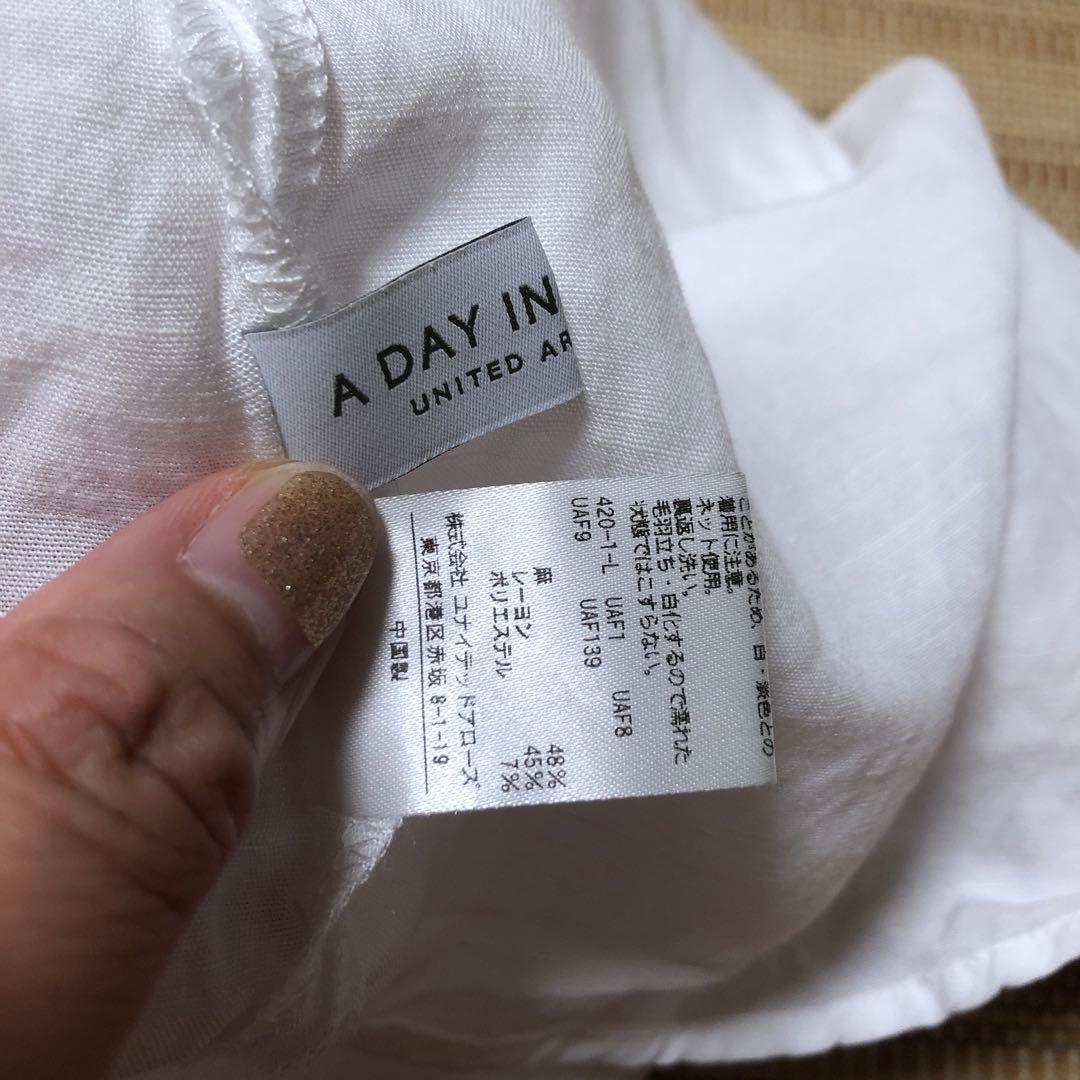 A DAY IN
UNITED AR
ことがあるため、白・淡色との
着用に注意。
ネット使用。
裏返し洗い。
毛羽立ち・白化するので濡れた
状態ではこすらない。
420-1-L UAF1 UAF8
UAF9 UAF139
麻 48%
レーヨン 45%
ポリエステル 7%
株式会社 ユナイテッドアローズ
東京都港区赤坂8-1-19
中国製